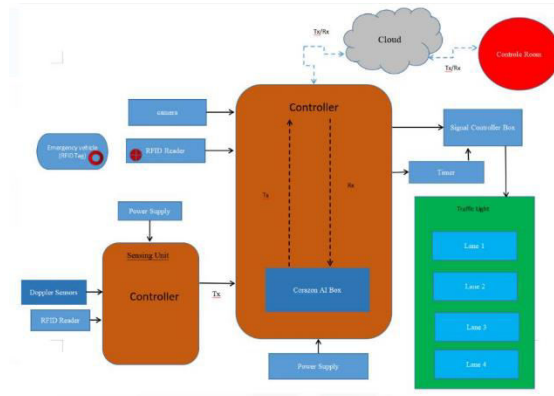 Tx/Rx
Cloud
Controls Room
Tx/Rx
Controller
camera
Signal Controller Box
Emergency vehicle
(RFID Tag)
RFID Reader
Timer
Tx
Rx
Power Supply
Traffic Light
Sensing Unit
Lane 1
Controller
Doppler Sensors
Tx
Corazon AI Box
Lane 2
RFID Reader
Lane 3
Power Supply
Lane 4